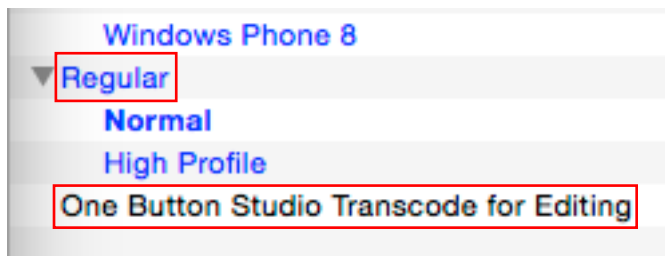 Windows Phone 8
Regular
Normal
High Profile
One Button Studio Transcode for Editing